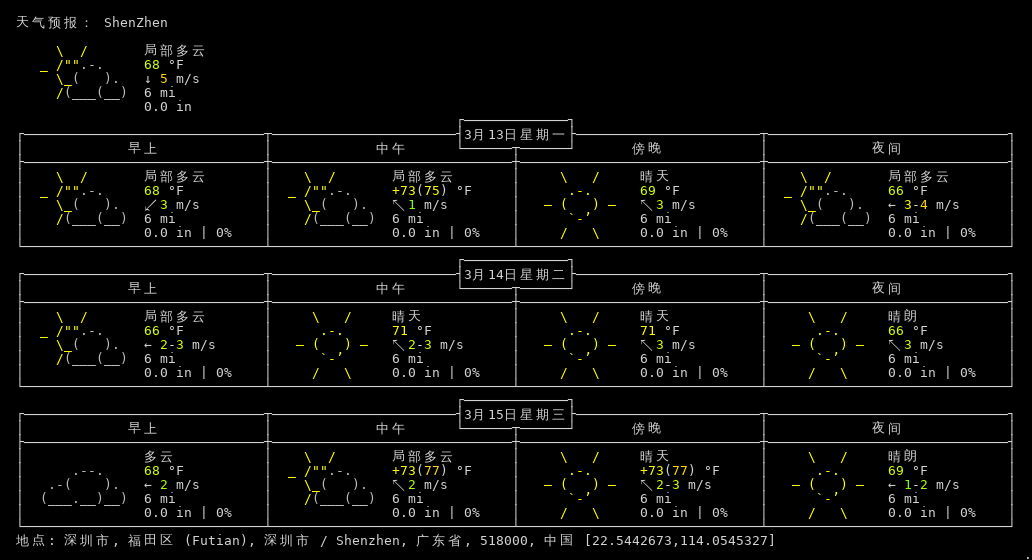 天气预报： ShenZhen
局部多云
68 °F
↓ 5 m/s
6 mi
0.0 in
3月13日星期一
早上 中午 傍晚 夜间
局部多云 局部多云 晴天 局部多云
68 °F +73(75) °F 69 °F 66 °F
↙ 3 m/s ↖ 1 m/s ↖ 3 m/s ← 3-4 m/s
6 mi 6 mi 6 mi 6 mi
0.0 in | 0% 0.0 in | 0% 0.0 in | 0% 0.0 in | 0%
3月14日星期二
早上 中午 傍晚 夜间
局部多云 晴天 晴天 晴朗
66 °F 71 °F 71 °F 66 °F
← 2-3 m/s ↖ 2-3 m/s ↖ 3 m/s ↖ 3 m/s
6 mi 6 mi 6 mi 6 mi
0.0 in | 0% 0.0 in | 0% 0.0 in | 0% 0.0 in | 0%
3月15日星期三
早上 中午 傍晚 夜间
多云 局部多云 晴天 晴朗
68 °F +73(77) °F +73(77) °F 69 °F
← 2 m/s ↖ 2 m/s ↖ 2-3 m/s ← 1-2 m/s
6 mi 6 mi 6 mi 6 mi
0.0 in | 0% 0.0 in | 0% 0.0 in | 0% 0.0 in | 0%
地点: 深圳市, 福田区 (Futian), 深圳市 / Shenzhen, 广东省, 518000, 中国 [22.5442673,114.0545327]